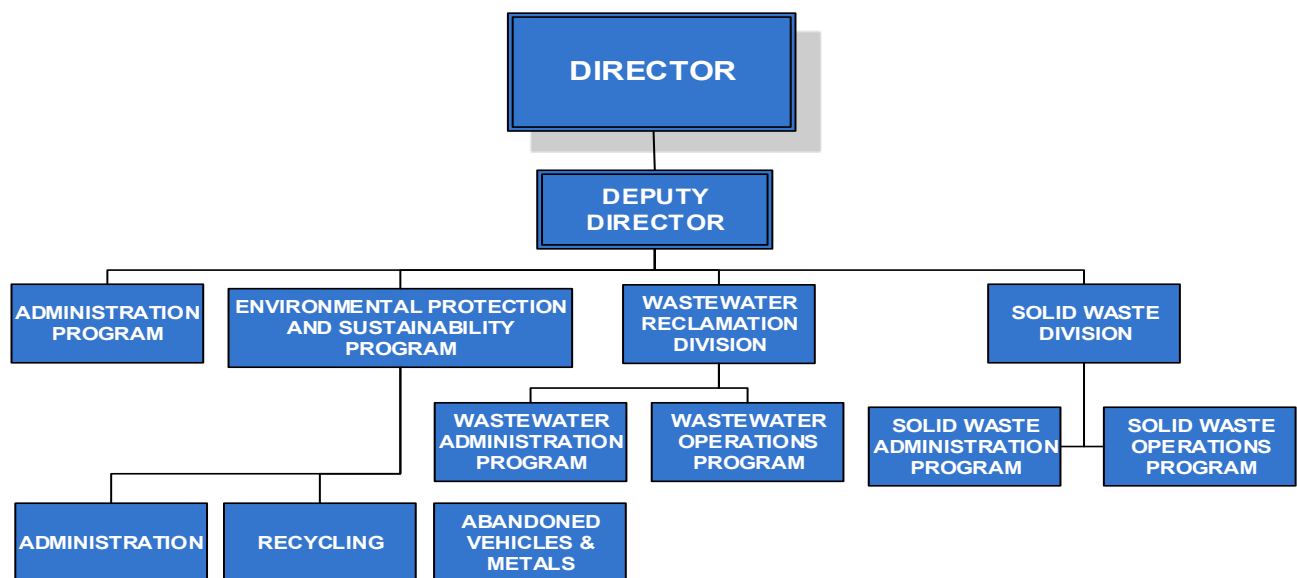 DIRECTOR
DEPUTY
DIRECTOR
ADMINISTRATION
PROGRAM
ENVIRONMENTAL PROTECTION
AND SUSTAINABILITY
PROGRAM
WASTEWATER
RECLAMATION
DIVISION
SOLID WASTE
DIVISION
WASTEWATER
ADMINISTRATION
PROGRAM
WASTEWATER
OPERATIONS
PROGRAM
SOLID WASTE
ADMINISTRATION
PROGRAM
SOLID WASTE
OPERATIONS
PROGRAM
ADMINISTRATION
RECYCLING
ABANDONED
VEHICLES &
METALS